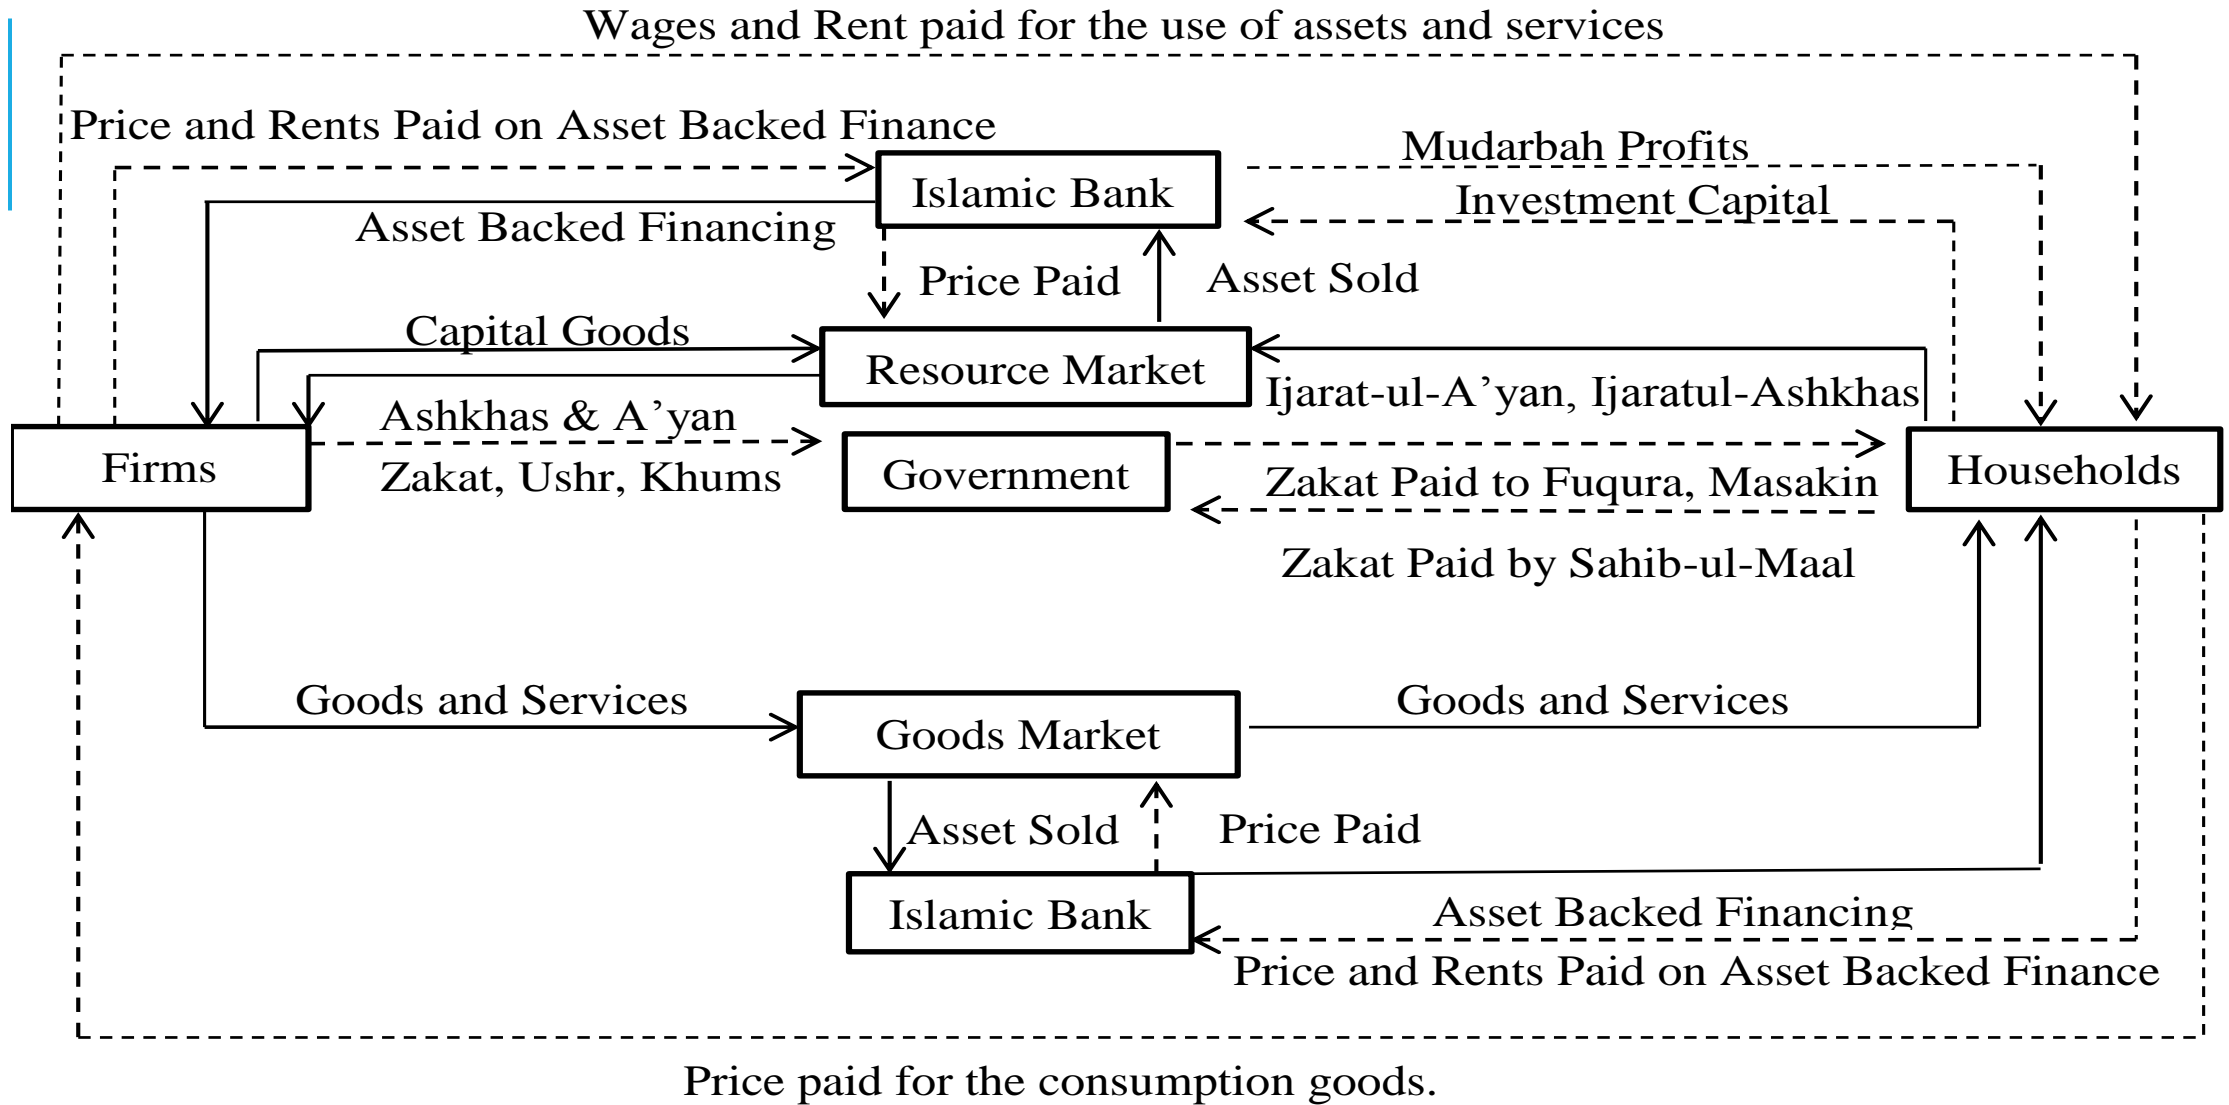 Wages and Rent paid for the use of assets and services
Price and Rents Paid on Asset Backed Finance
Mudarbah Profits
Islamic Bank
Investment Capital
Asset Backed Financing
Price Paid
Asset Sold
Capital Goods
Resource Market
Ijarat-ul-A’yan, Ijaratul-Ashkhas
Ashkhas & A’yan
Firms
Zakat, Ushr, Khums
Government
Zakat Paid to Fuqura, Masakin
Households
Zakat Paid by Sahib-ul-Maal
Goods and Services
Goods Market
Goods and Services
Asset Sold
Price Paid
Islamic Bank
Asset Backed Financing
Price and Rents Paid on Asset Backed Finance
Price paid for the consumption goods.